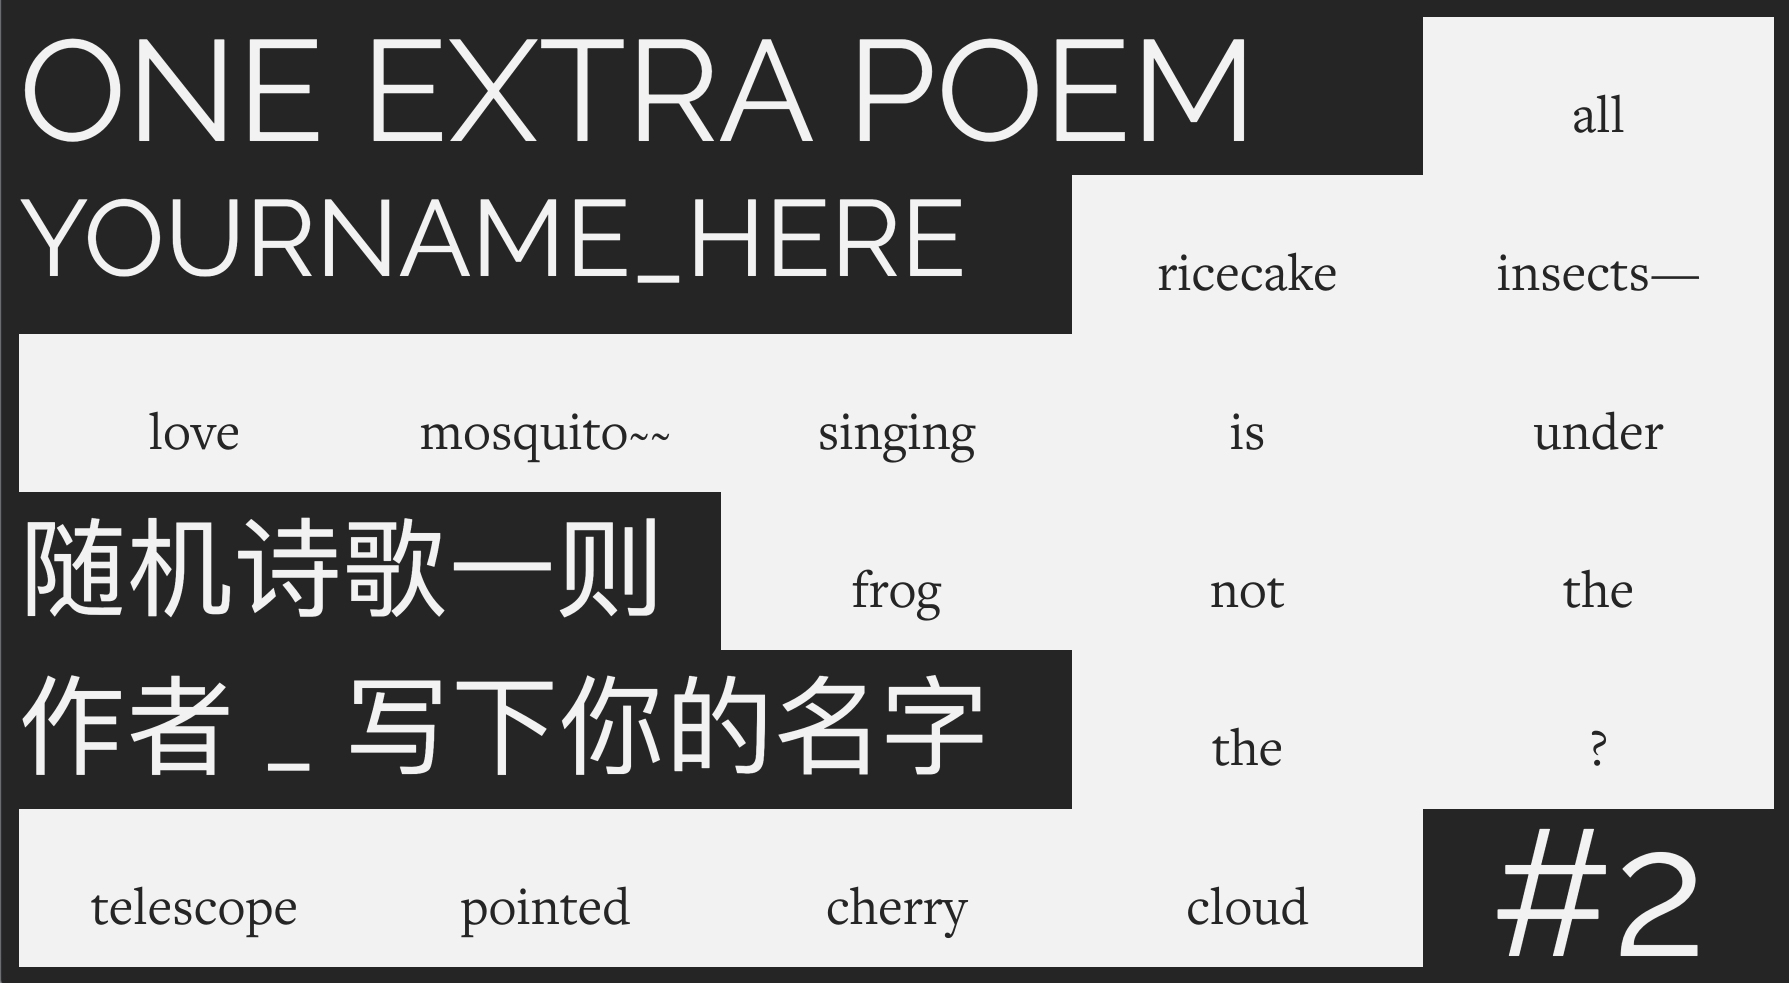 ONE EXTRA POEM all
YOURNAME_HERE ricecake insects—
love mosquito~~ singing is under
随机诗歌一则 frog not the
作者 _ 写下你的名字 the ?
telescope pointed cherry cloud #2